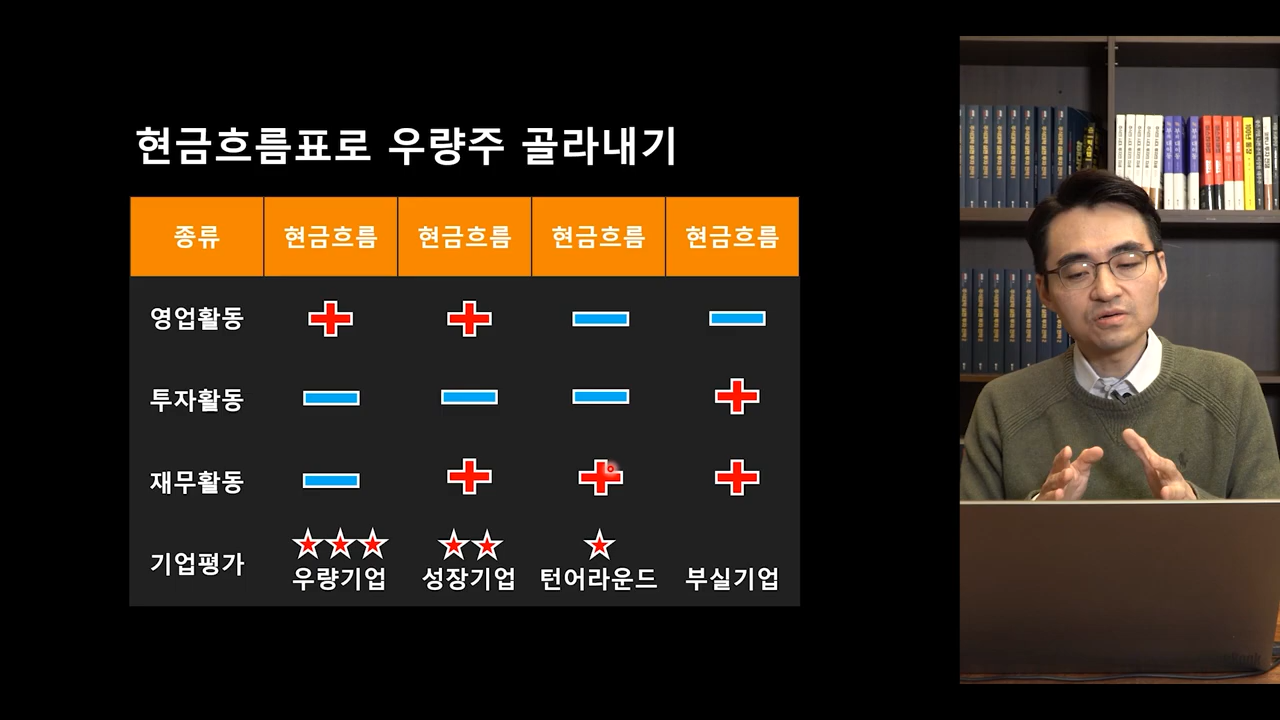 현금흐름표로 우량주 골라내기
종류 현금흐름 현금흐름 현금흐름 현금흐름
영업활동
투자활동
재무활동
기업평가 우량기업 성장기업 턴어라운드 부실기업